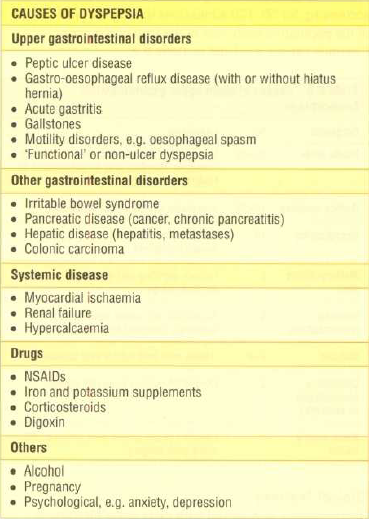 CAUSES OF DYSPEPSIA
Upper gastrointestinal disorders
• Peptic ulcer disease
• Gastro-oesophageal reflux disease (with or without hiatus
hernia)
• Acute gastritis
• Gallstones
• Motility disorders, e.g. oesophageal spasm
• 'Functional' or non-ulcer dyspepsia
Other gastrointestinal disorders
• Irritable bowel syndrome
• Pancreatic disease (cancer, chronic pancreatitis)
• Hepatic disease (hepatitis, metastases)
• Colonic carcinoma
Systemic disease
• Myocardial ischaemia
• Renal failure
• Hypercalcaemia
Drugs
• NSAIDs
• Iron and potassium supplements
• Corticosteroids
• Digoxin
Others
• Alcohol
• Pregnancy
• Psychological, e.g. anxiety, depression